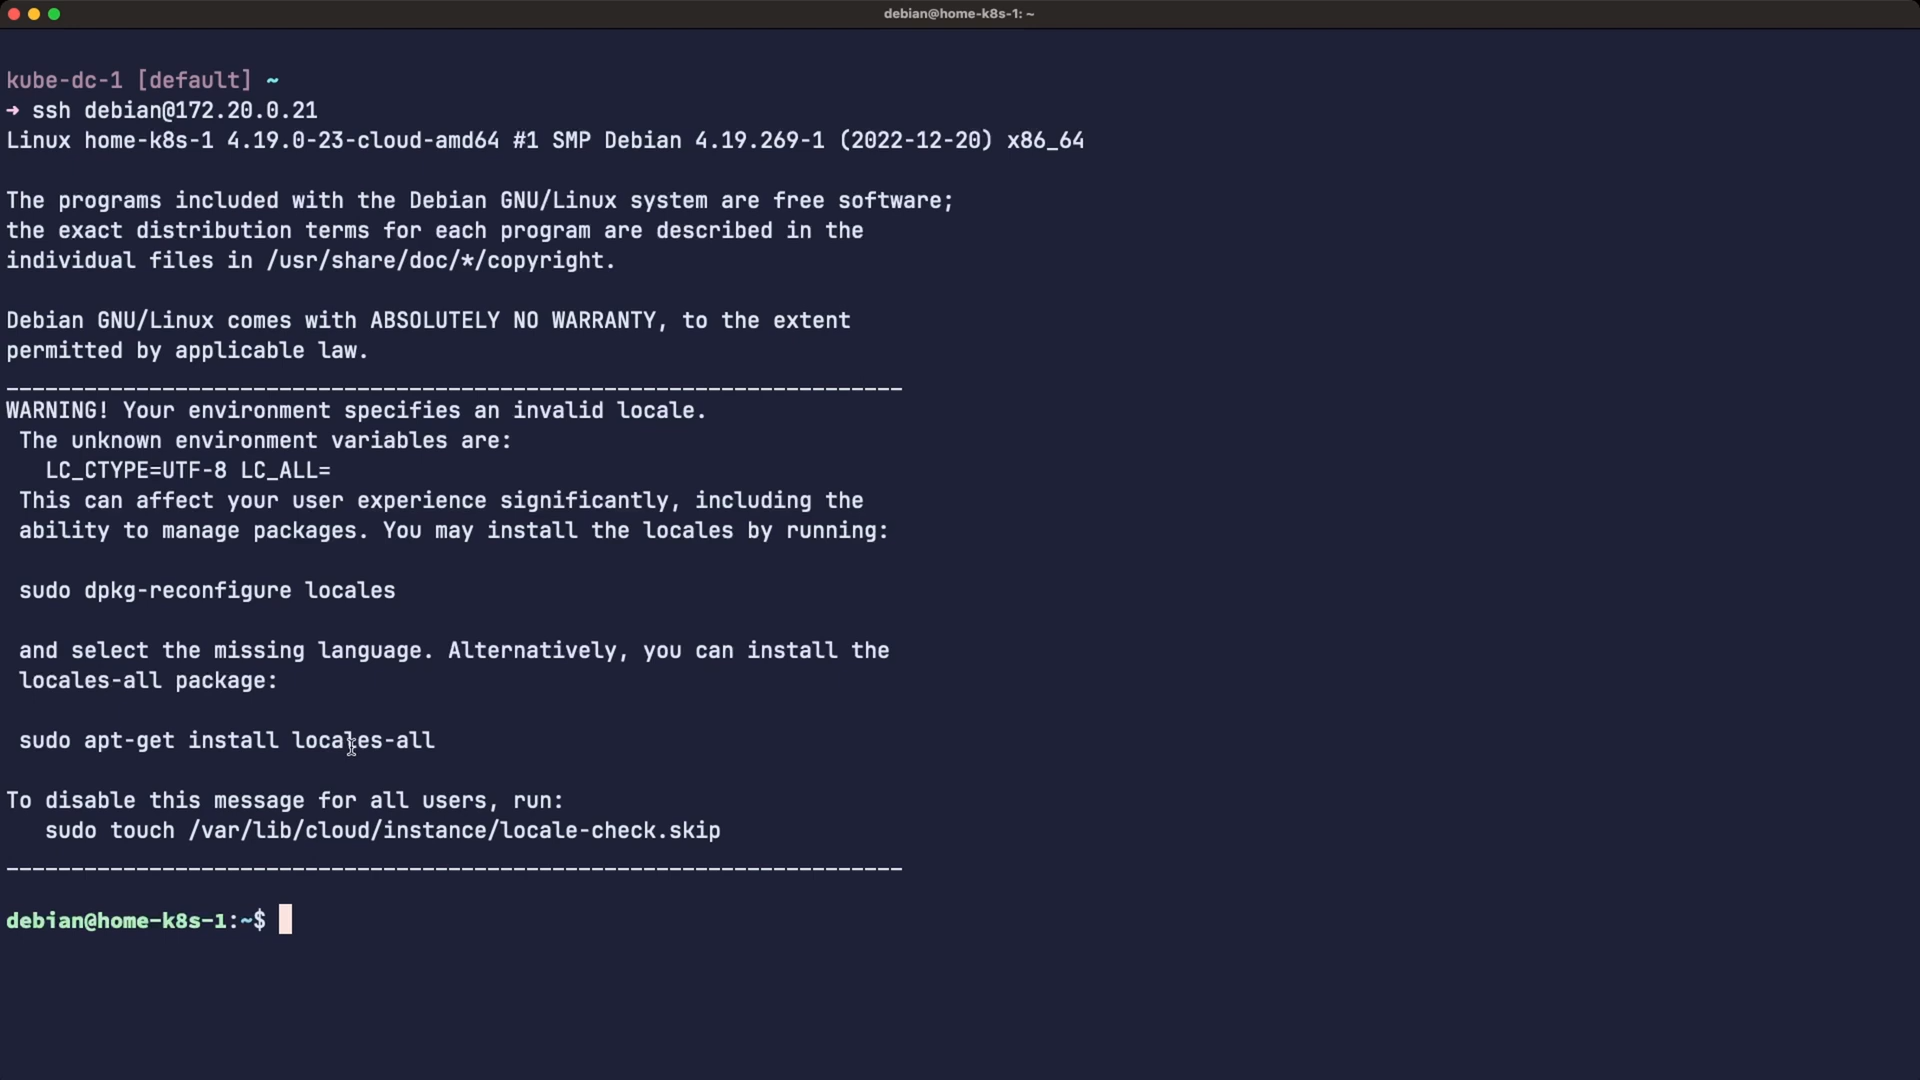 debian@home-k8s-1: ~
kube-dc-1 [default] ~
→ ssh debian@172.20.0.21
Linux home-k8s-1 4.19.0-23-cloud-amd64 #1 SMP Debian 4.19.269-1 (2022-12-20) x86_64
The programs included with the Debian GNU/Linux system are free software;
the exact distribution terms for each program are described in the
individual files in /usr/share/doc/*/copyright.
Debian GNU/Linux comes with ABSOLUTELY NO WARRANTY, to the extent
permitted by applicable law.
_____________________________________________________________________
WARNING! Your environment specifies an invalid locale.
 The unknown environment variables are:
   LC_CTYPE=UTF-8 LC_ALL=
 This can affect your user experience significantly, including the
 ability to manage packages. You may install the locales by running:
 sudo dpkg-reconfigure locales
 and select the missing language. Alternatively, you can install the
 locales-all package:
 sudo apt-get install locales-all
To disable this message for all users, run:
   sudo touch /var/lib/cloud/instance/locale-check.skip
_____________________________________________________________________
debian@home-k8s-1:~$